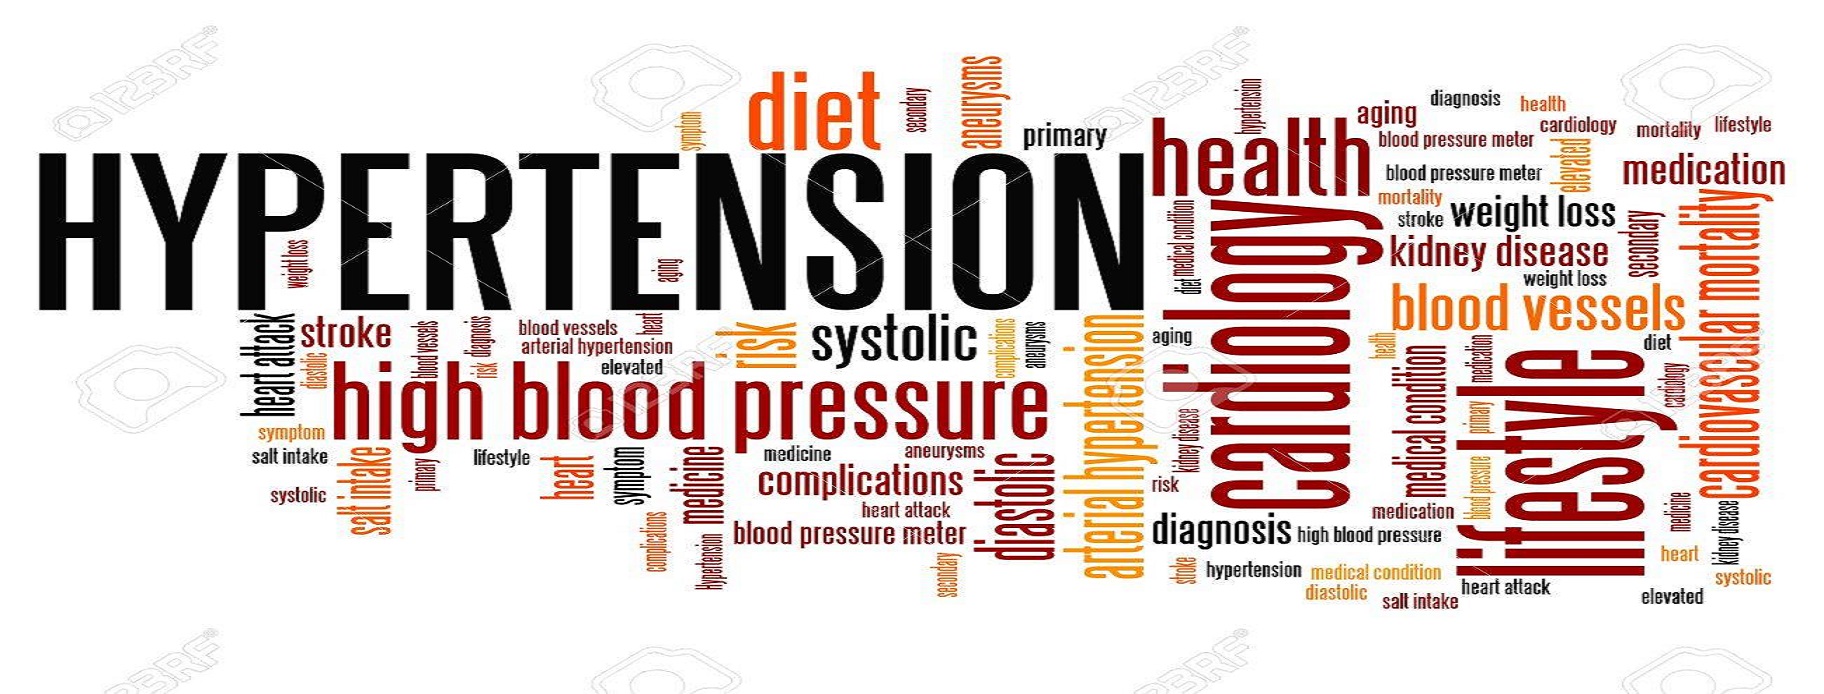 diet
secondary
aneurysms
symptom
primary
HYPERTENSION
weight loss
aging
health
hypertension
aging
diagnosis
health
cardiology
mortality
lifestyle
blood pressure meter
elevated
blood pressure meter
medication
mortality
stroke
weight loss
secondary
kidney disease
weight loss
cardiovascular mortality
diet
medical condition
cardiology
blood vessels
heart attack
stroke
diastolic
blood vessels
risk
diagnosis
blood vessels
heart
arterial hypertension
elevated
risk
systolic
complications
aneurysms
arterial hypertension
aging
health
diet
medication
cardiology
high blood pressure
medical condition
lifestyle
primary
blood pressure
kidney disease
symptom
salt intake
systolic
salt intake
primary
lifestyle
heart
symptom
complications
medicine
hypertension
medicine
aneurysms
complications
heart attack
blood pressure meter
secondary
diastolic
risk
diagnosis
high blood pressure
medication
medicine
kidney disease
heart
stroke
hypertension
medical condition
diastolic
salt intake
heart attack
systolic
elevated
123RF
123RF
123RF
123RF